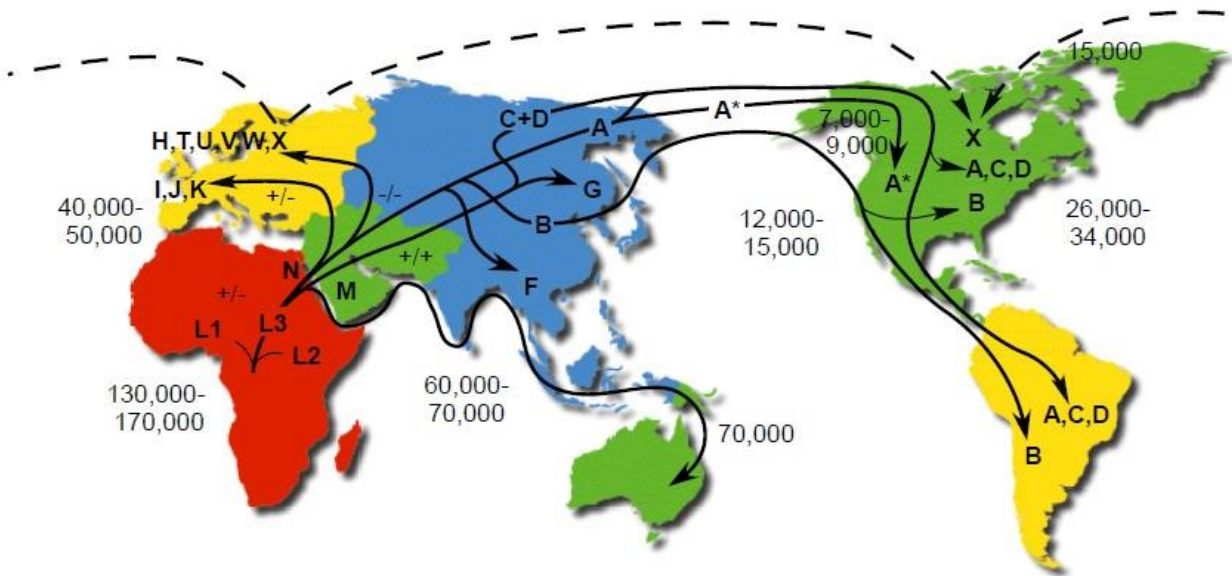 15,000
C+D
A
A*
7,000-
9,000
H,T,U,V,W,X
X
A,C,D
I,J,K
+/-
-/-
G
A*
B
40,000-
50,000
B
12,000-
15,000
26,000-
34,000
N
+/+
M
F
+/-
L1
L3
L2
130,000-
170,000
60,000-
70,000
70,000
A,C,D
B